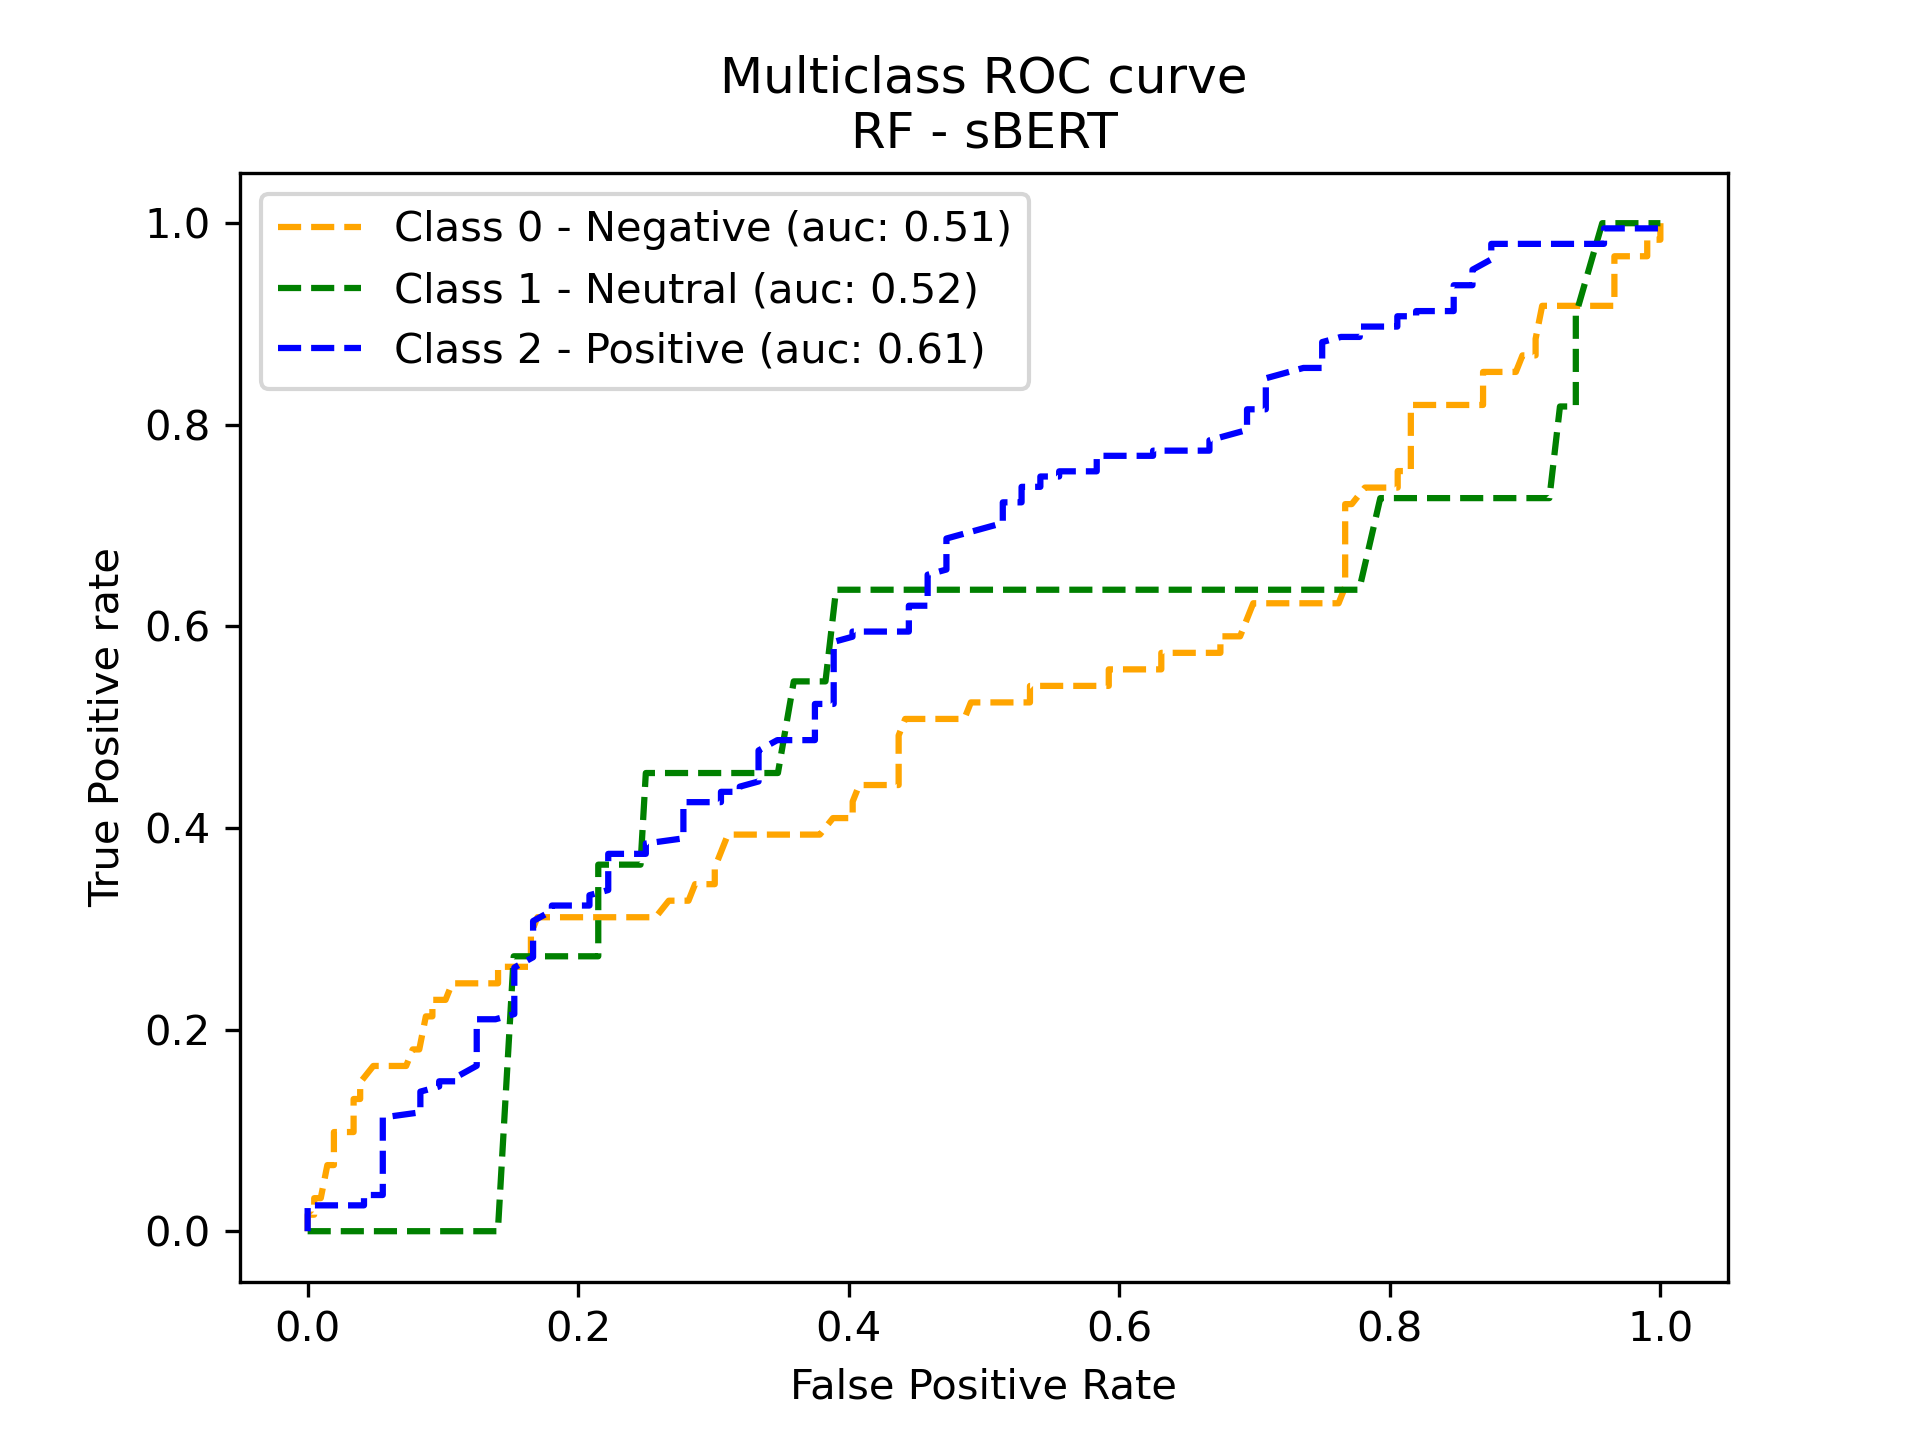 Multiclass ROC curve
RF - sBERT
Class 0 - Negative (auc: 0.51)
Class 1 - Neutral (auc: 0.52)
Class 2 - Positive (auc: 0.61)
True Positive rate
1.0
0.8
0.6
0.4
0.2
0.0
0.0 0.2 0.4 0.6 0.8 1.0
False Positive Rate